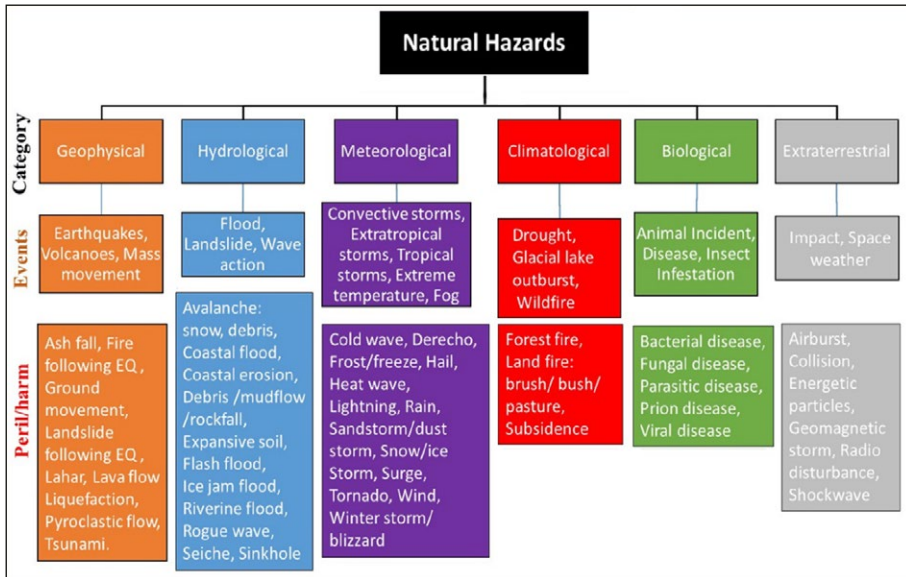 Natural Hazards
Category
Geophysical
Hydrological
Meteorological
Climatological
Biological
Extraterrestrial
Events
Earthquakes,
Volcanoes, Mass
movement
Flood,
Landslide, Wave
action
Convective storms,
Extratropical
storms, Tropical
storms, Extreme
temperature, Fog
Drought,
Glacial lake
outburst,
Wildfire
Animal Incident,
Disease, Insect
Infestation
Impact, Space
weather
Peril/harm
Ash fall, Fire
following EQ ,
Ground
movement,
Landslide
following EQ ,
Lahar, Lava flow
Liquefaction,
Pyroclastic flow,
Tsunami.
Avalanche:
snow, debris,
Coastal flood,
Coastal erosion,
Debris /mudflow
/rockfall,
Expansive soil,
Flash flood,
Ice jam flood,
Riverine flood,
Rogue wave,
Seiche, Sinkhole
Cold wave, Derecho,
Frost/freeze, Hail,
Heat wave,
Lightning, Rain,
Sandstorm/dust
storm, Snow/ice
Storm, Surge,
Tornado, Wind,
Winter storm/
blizzard
Forest fire,
Land fire:
brush/ bush/
pasture,
Subsidence
Bacterial disease,
Fungal disease,
Parasitic disease,
Prion disease,
Viral disease
Airburst,
Collision,
Energetic
particles,
Geomagnetic
storm, Radio
disturbance,
Shockwave